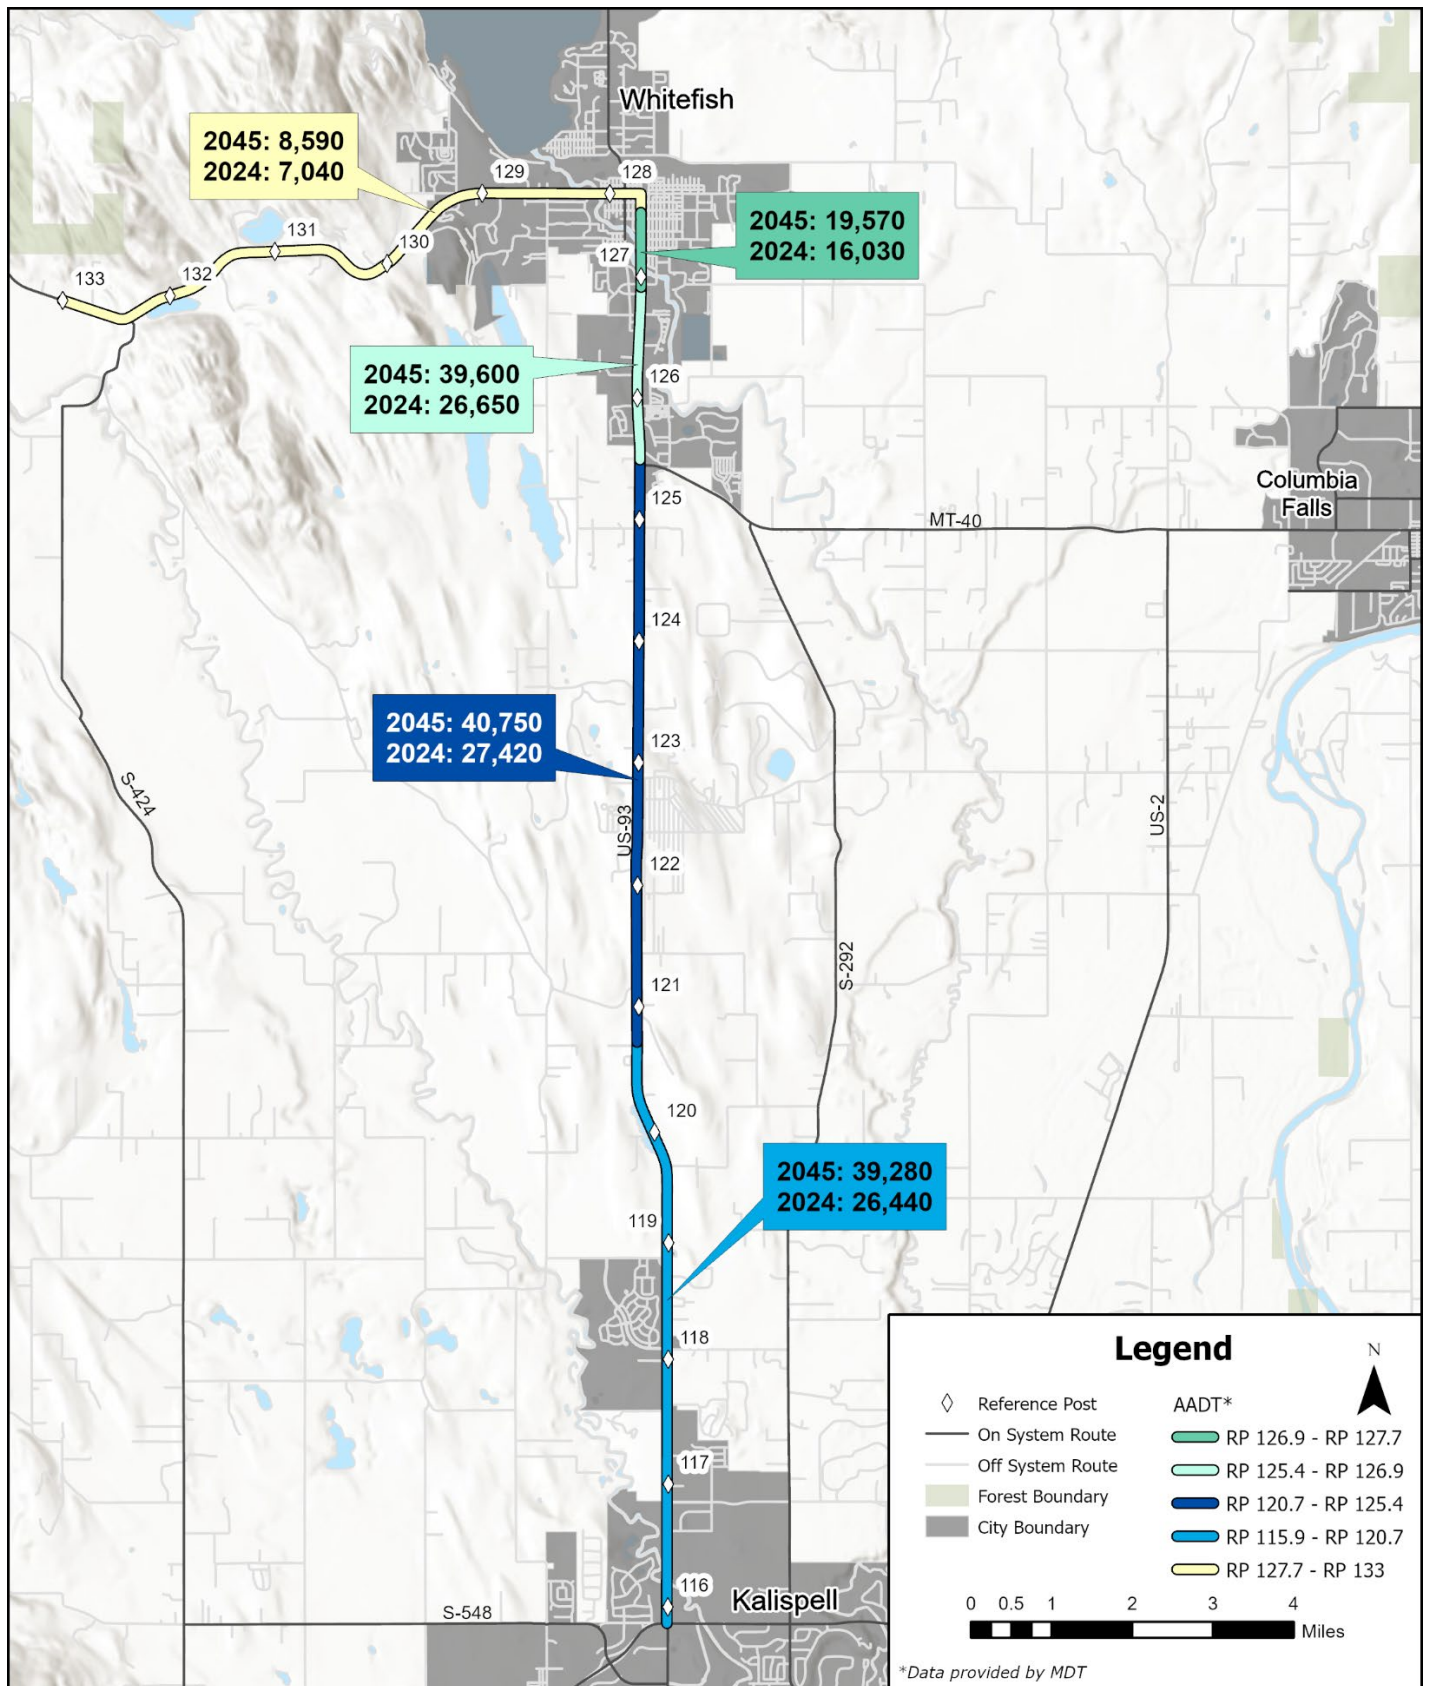 Whitefish
2045: 8,590
2024: 7,040
129
128
2045: 19,570
2024: 16,030
131
130
127
133
132
2045: 39,600
2024: 26,650
126
Columbia
Falls
125
MT-40
124
2045: 40,750
2024: 27,420
123
S-424
US-93
US-2
122
S-292
121
120
2045: 39,280
2024: 26,440
119
118
117
116
Kalispell
S-548
Legend
N
Reference Post
On System Route
Off System Route
Forest Boundary
City Boundary
AADT*
RP 126.9 - RP 127.7
RP 125.4 - RP 126.9
RP 120.7 - RP 125.4
RP 115.9 - RP 120.7
RP 127.7 - RP 133
0 0.5 1 2 3 4
Miles
*Data provided by MDT